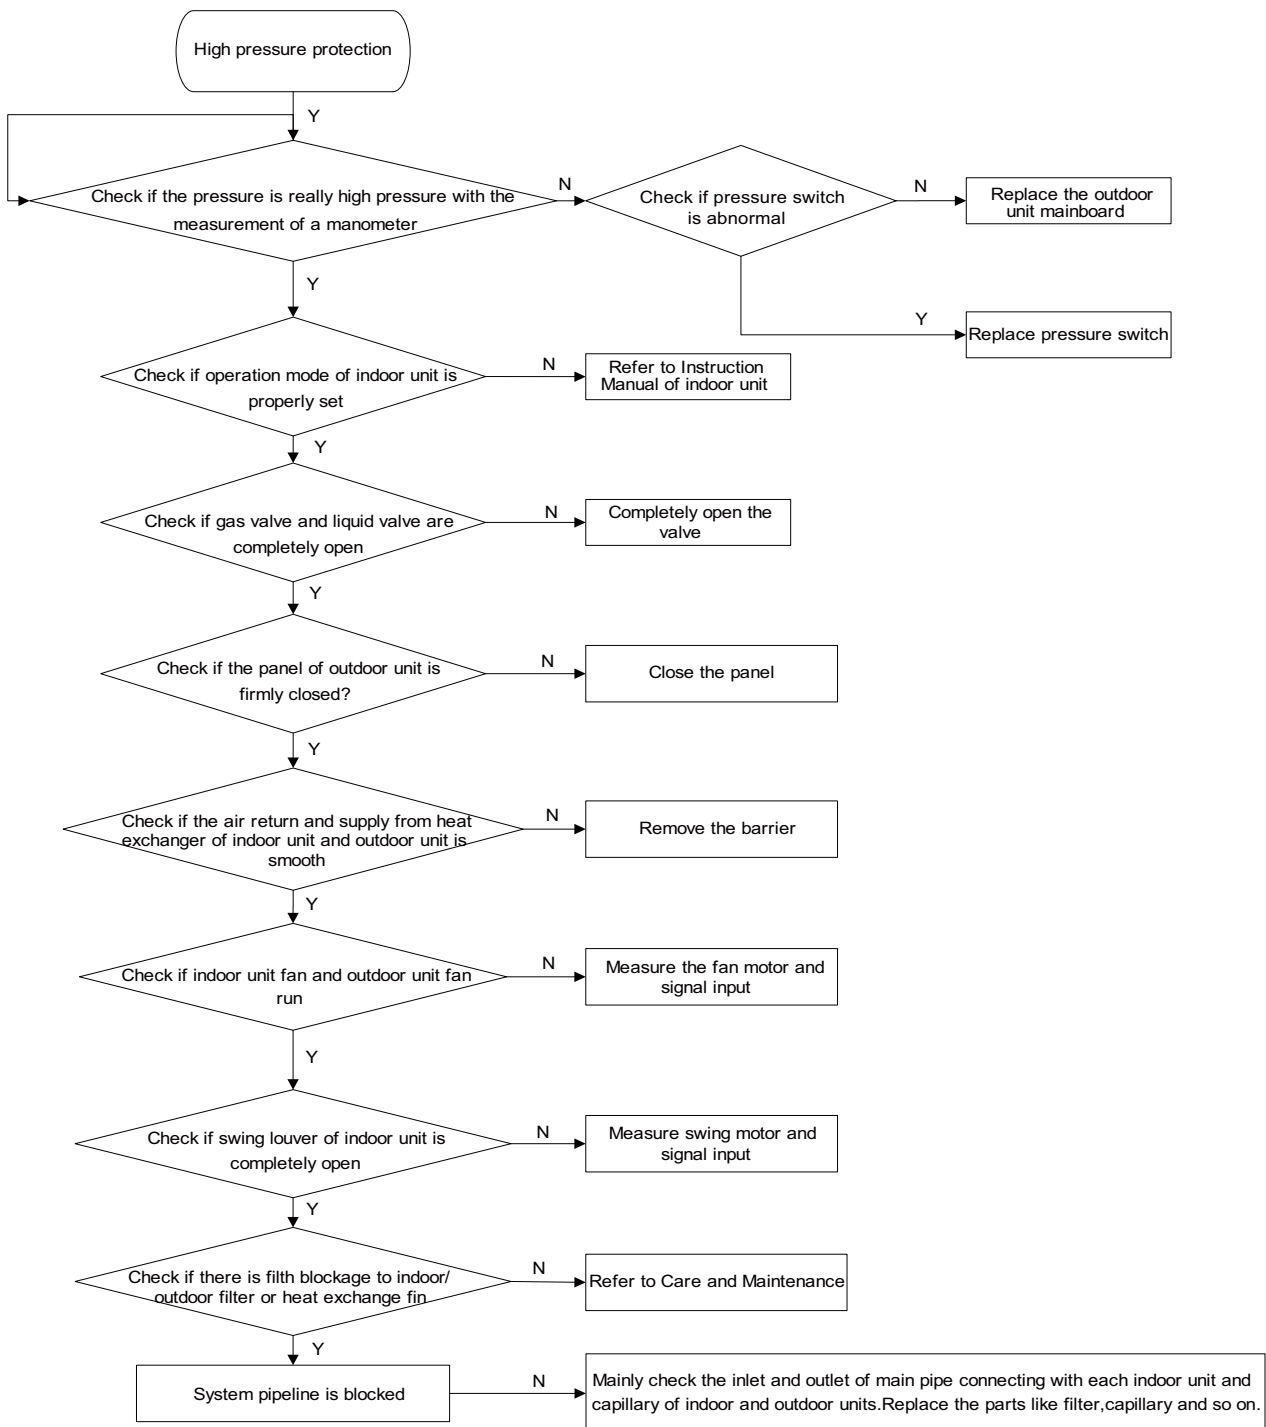 High pressure protection
Y
Check if the pressure is really high pressure with the
measurement of a manometer
N
Check if pressure switch
is abnormal
N
Replace the outdoor
unit mainboard
Y
Replace pressure switch
Y
Check if operation mode of indoor unit is
properly set
N
Refer to Instruction
Manual of indoor unit
Y
Check if gas valve and liquid valve are
completely open
N
Completely open the
valve
Y
Check if the panel of outdoor unit is
firmly closed?
N
Close the panel
Y
Check if the air return and supply from heat
exchanger of indoor unit and outdoor unit is
smooth
N
Remove the barrier
Y
Check if indoor unit fan and outdoor unit fan
run
N
Measure the fan motor and
signal input
Y
Check if swing louver of indoor unit is
completely open
N
Measure swing motor and
signal input
Y
Check if there is filth blockage to indoor/
outdoor filter or heat exchange fin
N
Refer to Care and Maintenance
Y
System pipeline is blocked
N
Mainly check the inlet and outlet of main pipe connecting with each indoor unit and
capillary of indoor and outdoor units.Replace the parts like filter,capillary and so on.